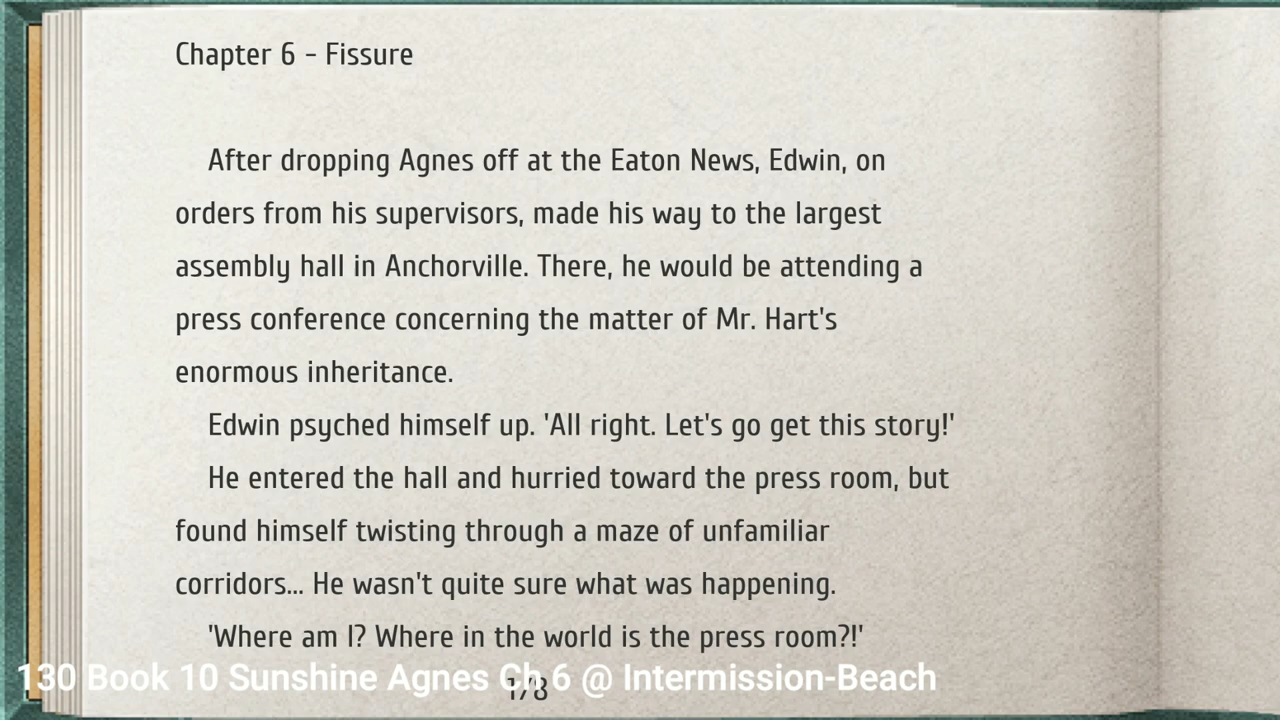 Chapter 6 - Fissure
After dropping Agnes off at the Eaton News, Edwin, on
orders from his supervisors, made his way to the largest
assembly hall in Anchorville. There, he would be attending a
press conference concerning the matter of Mr. Hart's
enormous inheritance.
Edwin psyched himself up. 'All right. Let's go get this story!'
He entered the hall and hurried toward the press room, but
found himself twisting through a maze of unfamiliar
corridors... He wasn't quite sure what was happening.
'Where am I? Where in the world is the press room?!'
130 Book 10 Sunshine Agnes Ch 6 @ Intermission-Beach
1/8